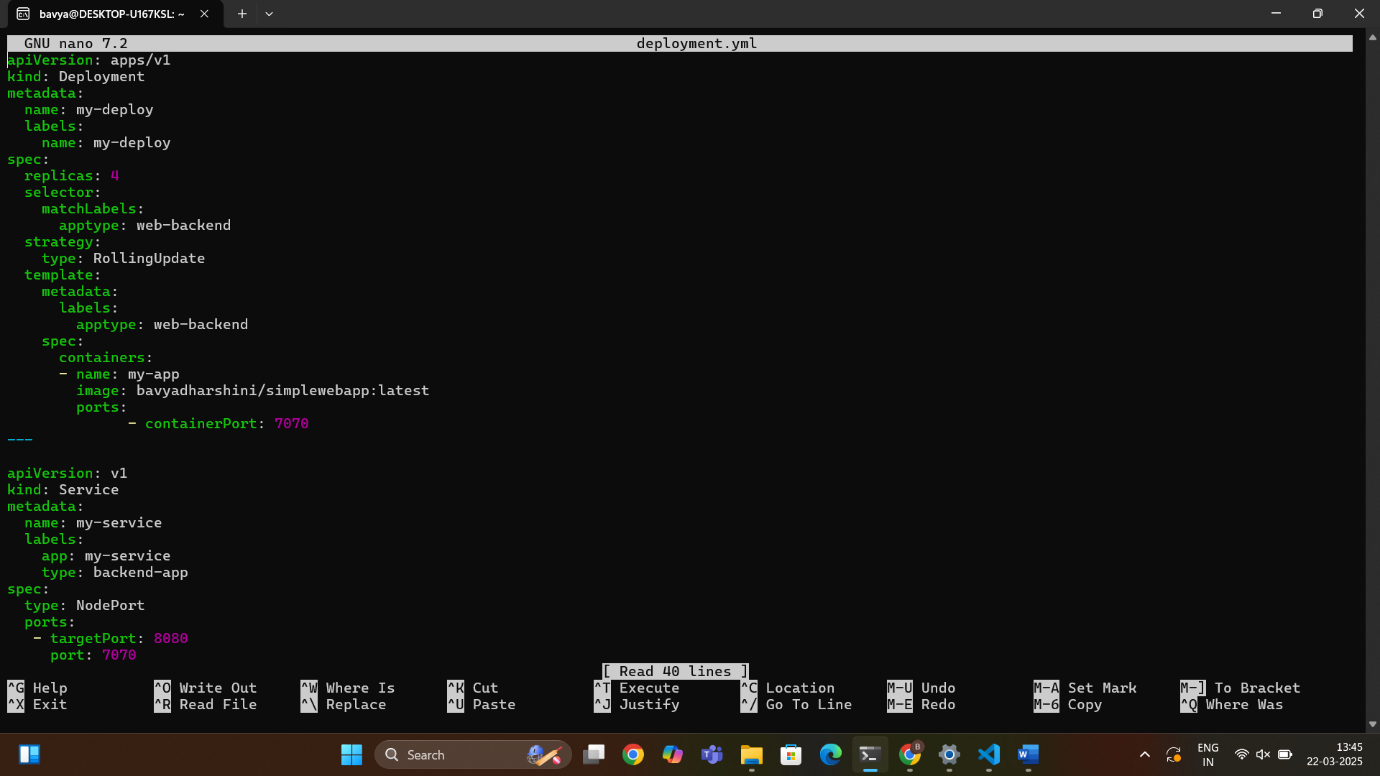 bavya@DESKTOP-U167KSL: ~
GNU nano 7.2 deployment.yml
apiVersion: apps/v1
kind: Deployment
metadata:
  name: my-deploy
  labels:
    name: my-deploy
spec:
  replicas: 4
  selector:
    matchLabels:
      apptype: web-backend
  strategy:
    type: RollingUpdate
  template:
    metadata:
      labels:
        apptype: web-backend
    spec:
      containers:
      - name: my-app
        image: bavyadharshini/simplewebapp:latest
        ports:
              - containerPort: 7070
---
apiVersion: v1
kind: Service
metadata:
  name: my-service
  labels:
    app: my-service
    type: backend-app
spec:
  type: NodePort
  ports:
   - targetPort: 8080
     port: 7070
[ Read 40 lines ]
^G Help ^O Write Out ^W Where Is ^K Cut ^T Execute ^C Location M-U Undo M-A Set Mark M-] To Bracket
^X Exit ^R Read File ^\ Replace ^U Paste ^J Justify ^/ Go To Line M-E Redo M-6 Copy ^Q Where Was
Search
ENG
IN
13:45
22-03-2025